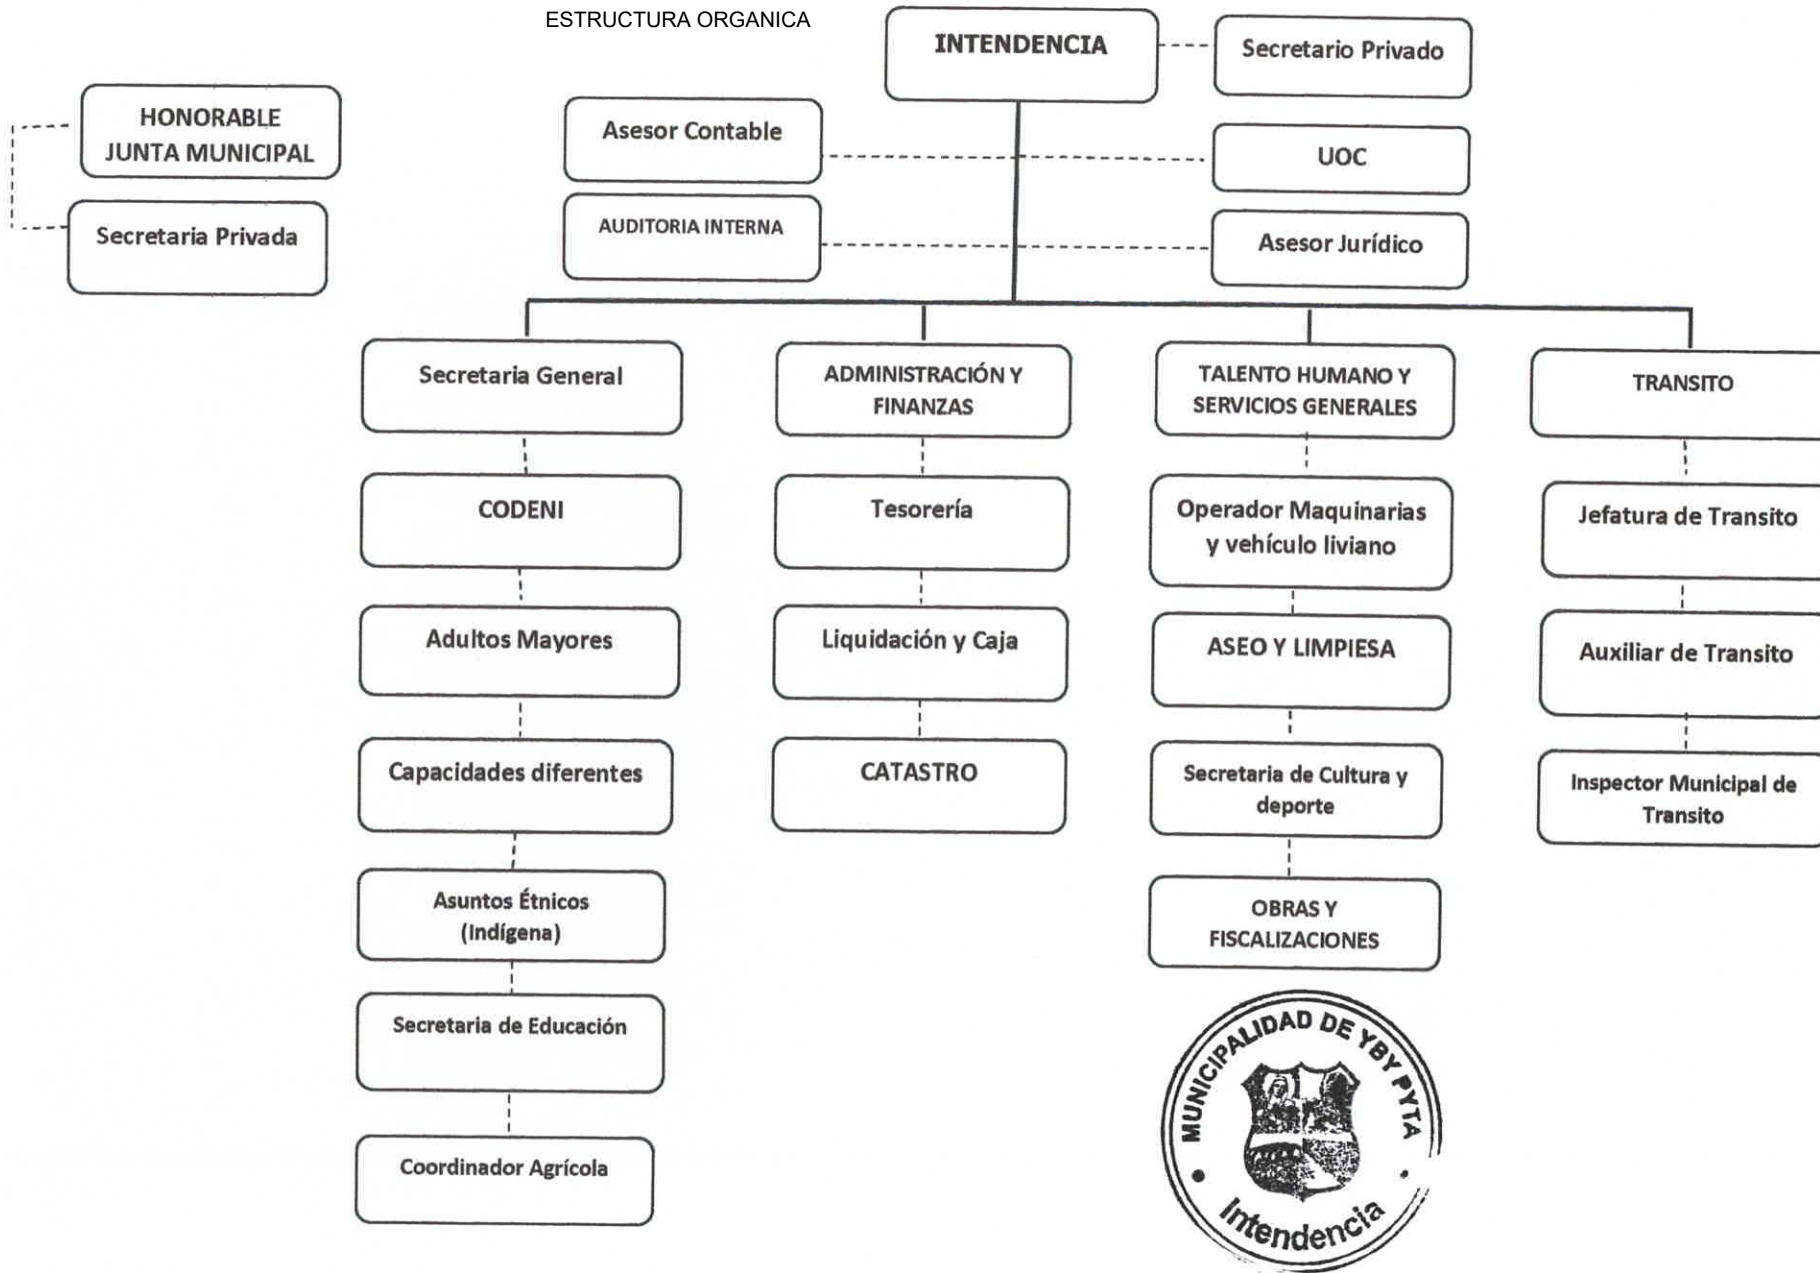 ESTRUCTURA ORGANICA
INTENDENCIA
Secretario Privado
HONORABLE
JUNTA MUNICIPAL
Secretaria Privada
Asesor Contable
UOC
AUDITORIA INTERNA
Asesor Jurídico
Secretaria General
CODENI
Adultos Mayores
Capacidades diferentes
Asuntos Étnicos
(Indígena)
Secretaria de Educación
Coordinador Agrícola
ADMINISTRACIÓN Y
FINANZAS
Tesorería
Liquidación y Caja
CATASTRO
TALENTO HUMANO Y
SERVICIOS GENERALES
Operador Maquinarias
y vehículo liviano
ASEO Y LIMPIESA
Secretaria de Cultura y
deporte
OBRAS Y
FISCALIZACIONES
TRANSITO
Jefatura de Transito
Auxiliar de Transito
Inspector Municipal de
Transito
MUNICIPALIDAD DE YBY PYTA
Intendencia